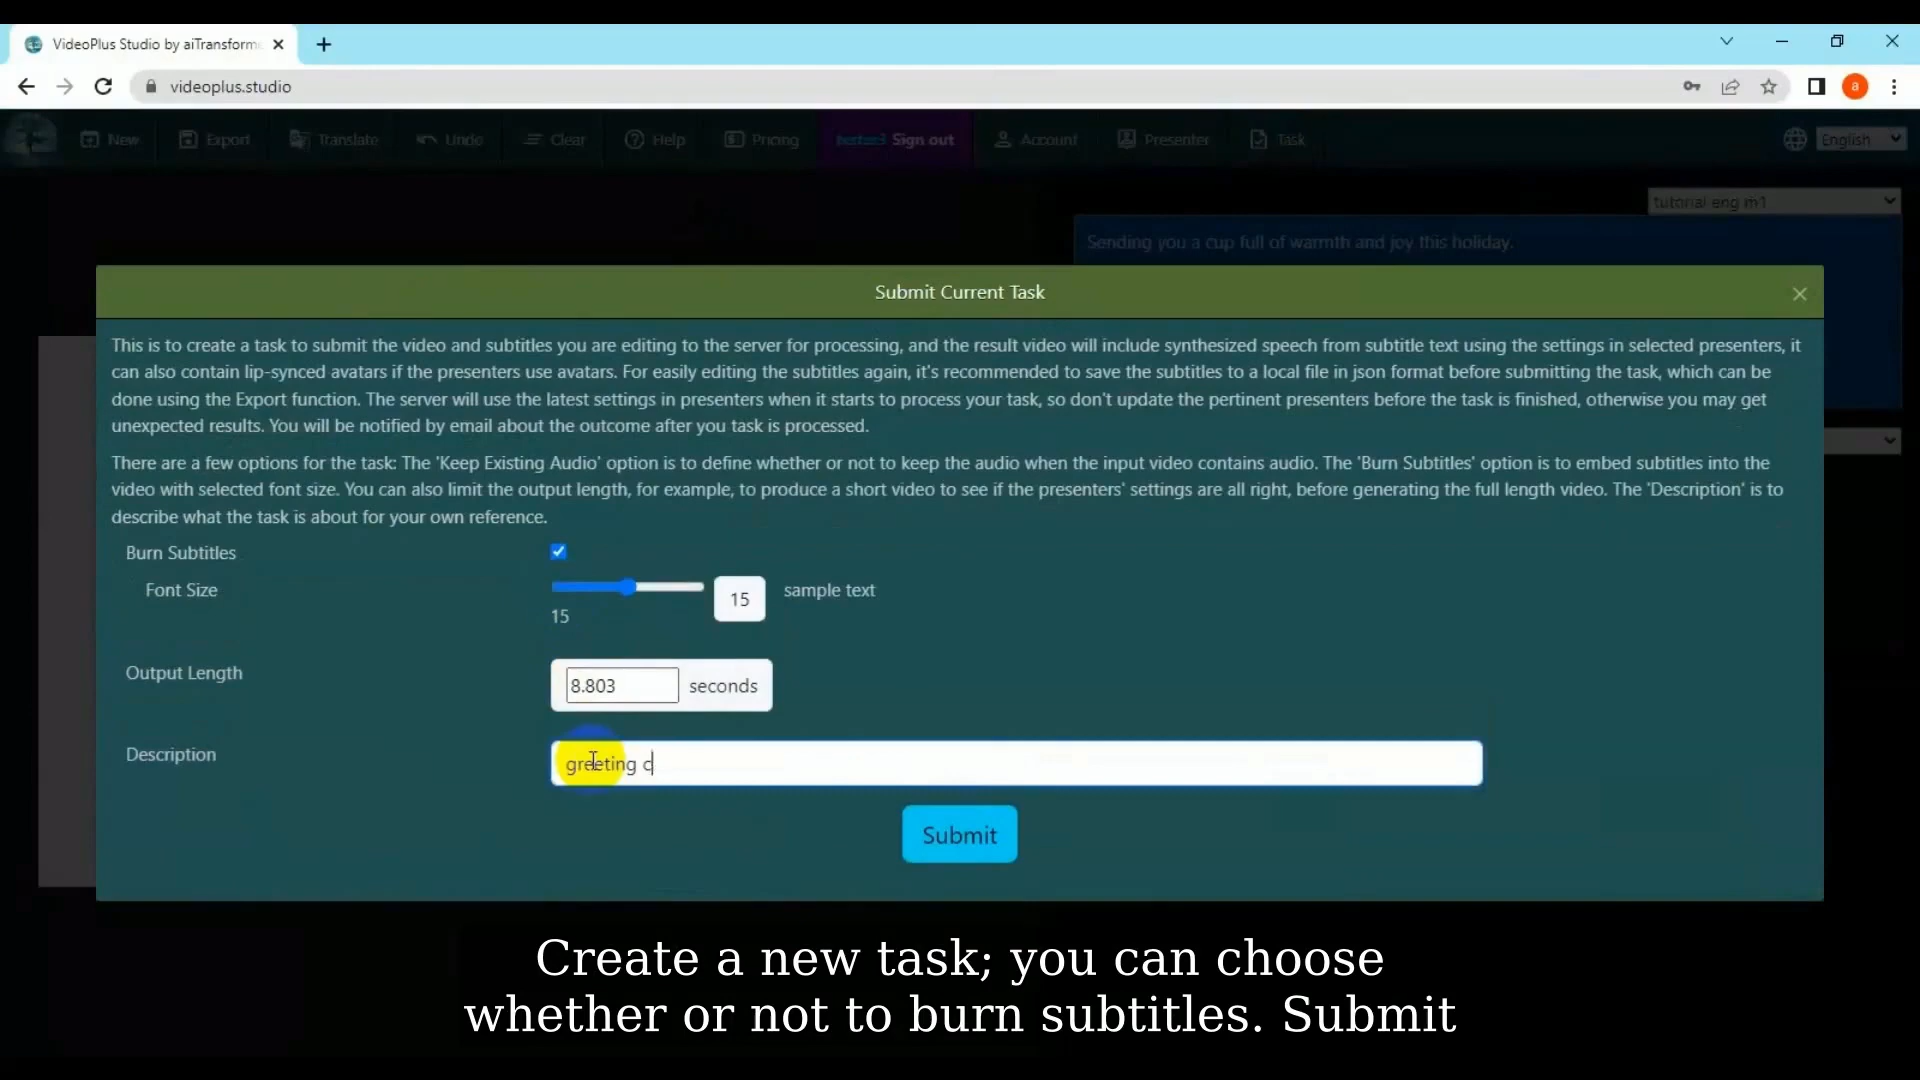 VideoPlus Studio by aiTransform
videoplus.studio
a
New
Export
Translate
Undo
Clear
Help
Pricing
Sign out
Account
Presenter
Task
English
tutorial eng m1
Sending you a cup full of warmth and joy this holiday.
Submit Current Task
This is to create a task to submit the video and subtitles you are editing to the server for processing, and the result video will include synthesized speech from subtitle text using the settings in selected presenters, it
can also contain lip-synced avatars if the presenters use avatars. For easily editing the subtitles again, it's recommended to save the subtitles to a local file in json format before submitting the task, which can be
done using the Export function. The server will use the latest settings in presenters when it starts to process your task, so don't update the pertinent presenters before the task is finished, otherwise you may get
unexpected results. You will be notified by email about the outcome after you task is processed.
There are a few options for the task: The 'Keep Existing Audio' option is to define whether or not to keep the audio when the input video contains audio. The 'Burn Subtitles' option is to embed subtitles into the
video with selected font size. You can also limit the output length, for example, to produce a short video to see if the presenters' settings are all right, before generating the full length video. The 'Description' is to
describe what the task is about for your own reference.
Burn Subtitles
Font Size
15
sample text
15
Output Length
8.803 seconds
Description
greeting c
Submit
Create a new task; you can choose
whether or not to burn subtitles. Submit